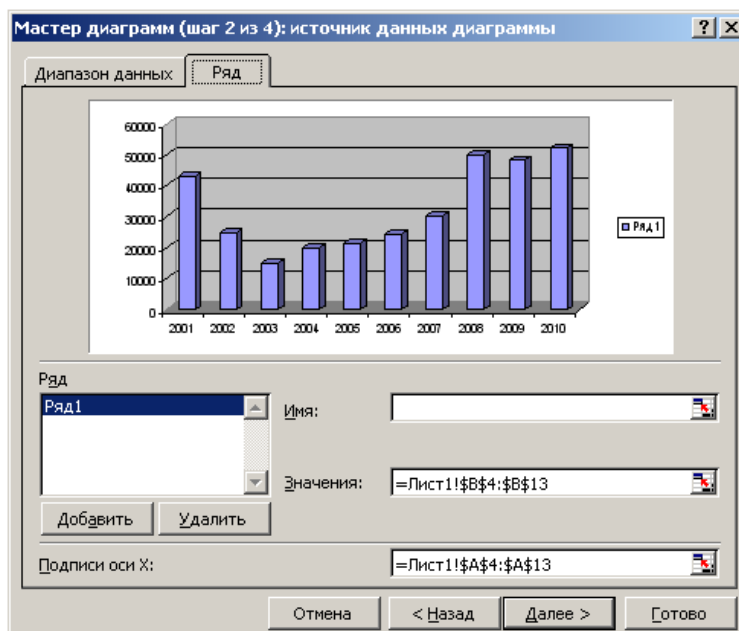 Мастер диаграмм (шаг 2 из 4): источник данных диаграммы
Диапазон данных Ряд
60000
50000
40000
30000
20000
10000
0
2001 2002 2003 2004 2005 2006 2007 2008 2009 2010
Ряд1
Ряд
Ряд1
Имя:
Значения: =Лист1!$B$4:$B$13
Добавить Удалить
Подписи оси X: =Лист1!$A$4:$A$13
Отмена < Назад Далее > Готово